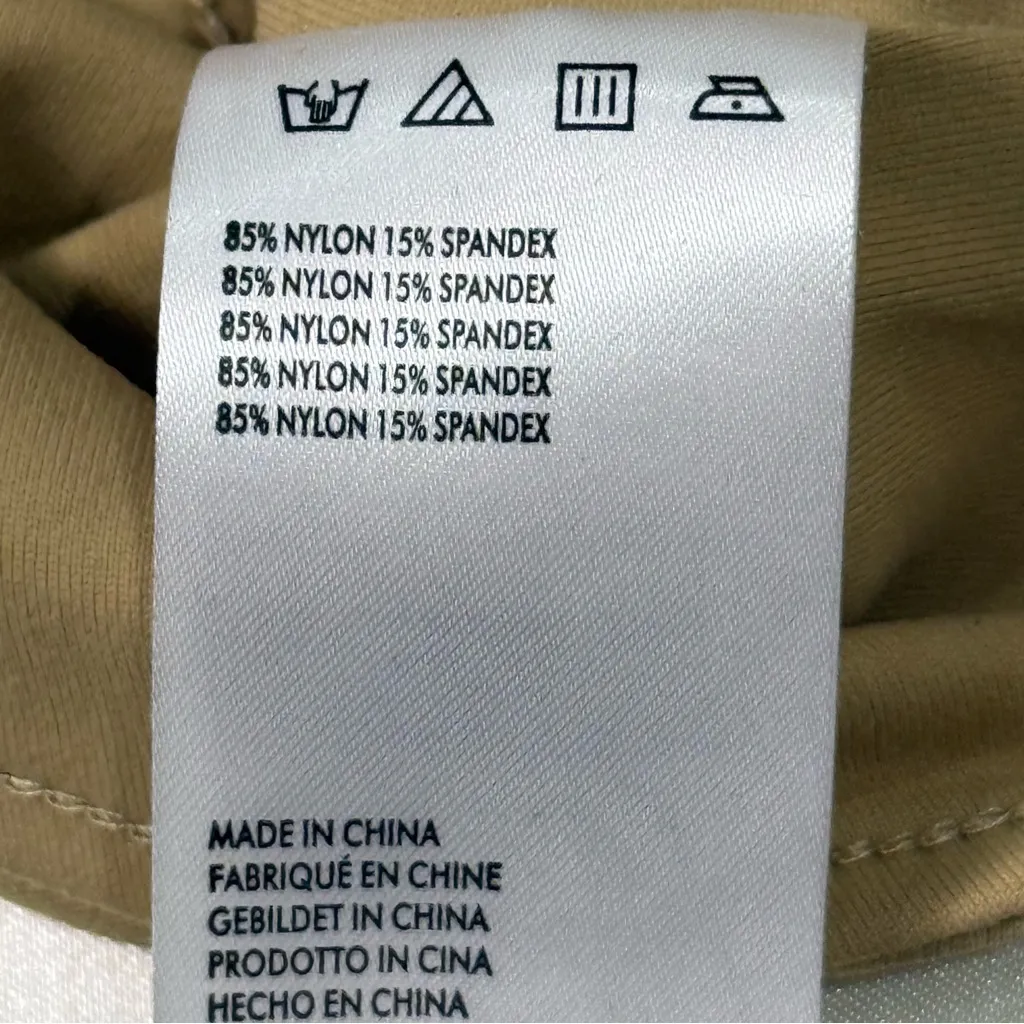 85% NYLON 15% SPANDEX
85% NYLON 15% SPANDEX
85% NYLON 15% SPANDEX
85% NYLON 15% SPANDEX
85% NYLON 15% SPANDEX
MADE IN CHINA
FABRIQUÉ EN CHINE
GEBILDET IN CHINA
PRODOTTO IN CINA
HECHO EN CHINA